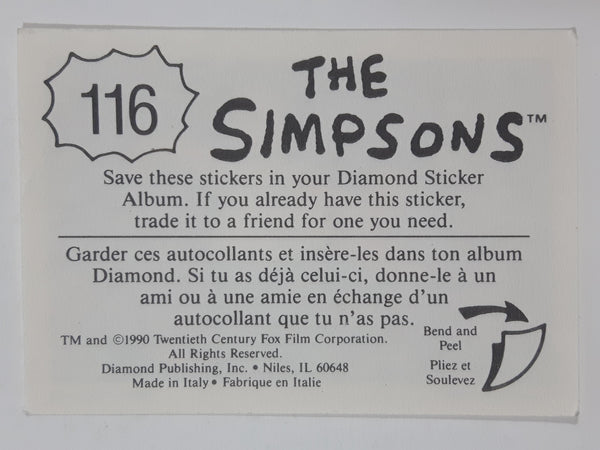 116
THE
SIMPSONS™
Save these stickers in your Diamond Sticker
Album. If you already have this sticker,
trade it to a friend for one you need.
Garder ces autocollants et insère-les dans ton album
Diamond. Si tu as déjà celui-ci, donne-le à un
ami ou à une amie en échange d'un
autocollant que tu n'as pas.
TM and ©1990 Twentieth Century Fox Film Corporation.
All Rights Reserved.
Diamond Publishing, Inc. • Niles, IL 60648
Made in Italy • Fabrique en Italie
Bend and
Peel
Pliez et
Soulevez